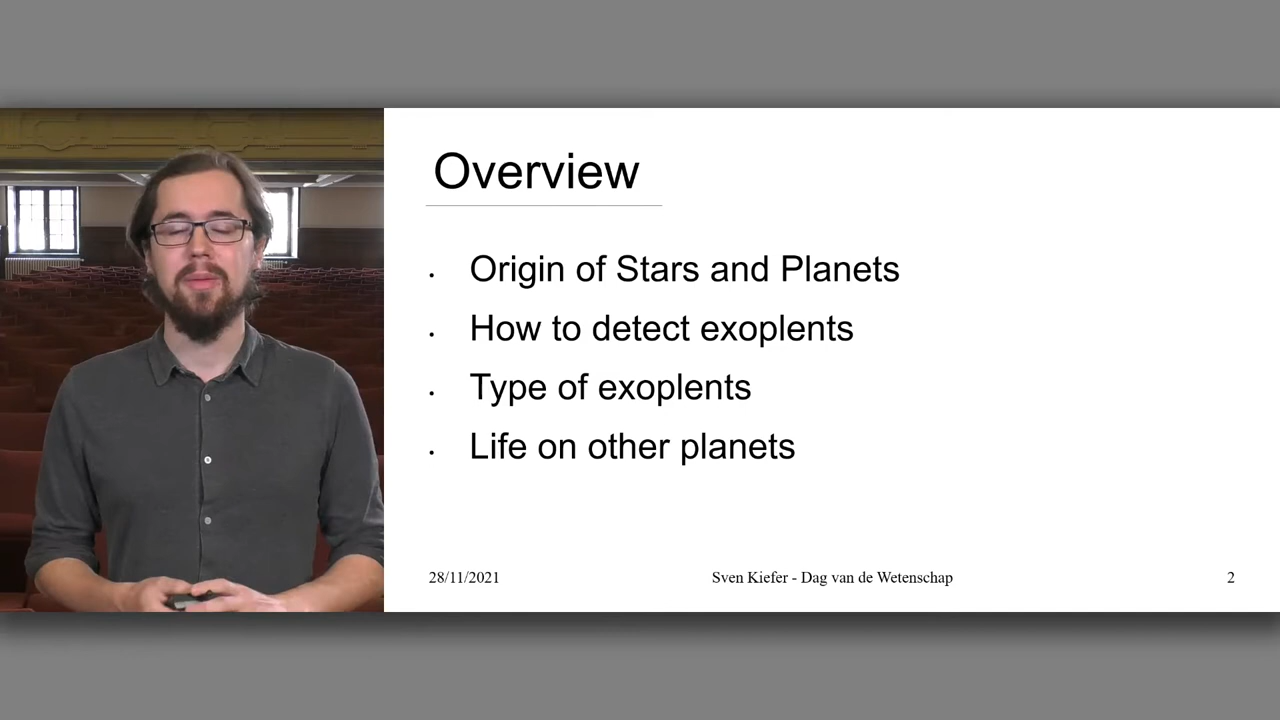 Overview
Origin of Stars and Planets
How to detect exoplents
Type of exoplents
Life on other planets
28/11/2021 Sven Kiefer - Dag van de Wetenschap 2